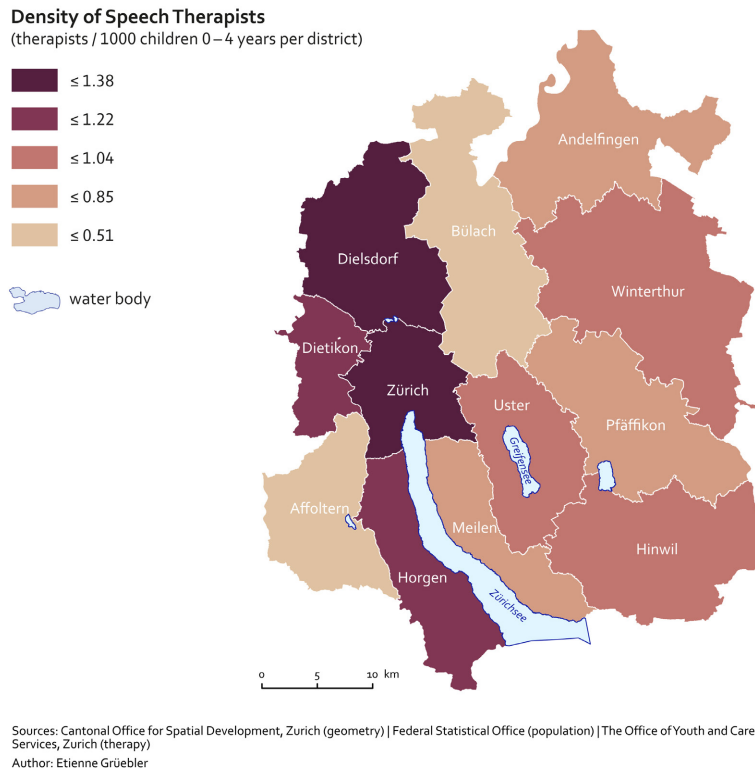 Density of Speech Therapists
(therapists / 1000 children 0 – 4 years per district)
≤ 1.38
≤ 1.22
≤ 1.04
≤ 0.85
≤ 0.51
water body
Andelfingen
Bülach
Dielsdorf
Winterthur
Dietikon
Zürich
Uster
Pfäffikon
Greifensee
Affoltern
Meilen
Hinwil
Horgen
Zürichsee
0 5 10 km
Sources: Cantonal Office for Spatial Development, Zurich (geometry) | Federal Statistical Office (population) | The Office of Youth and Care
Services, Zurich (therapy)
Author: Etienne Grüebler